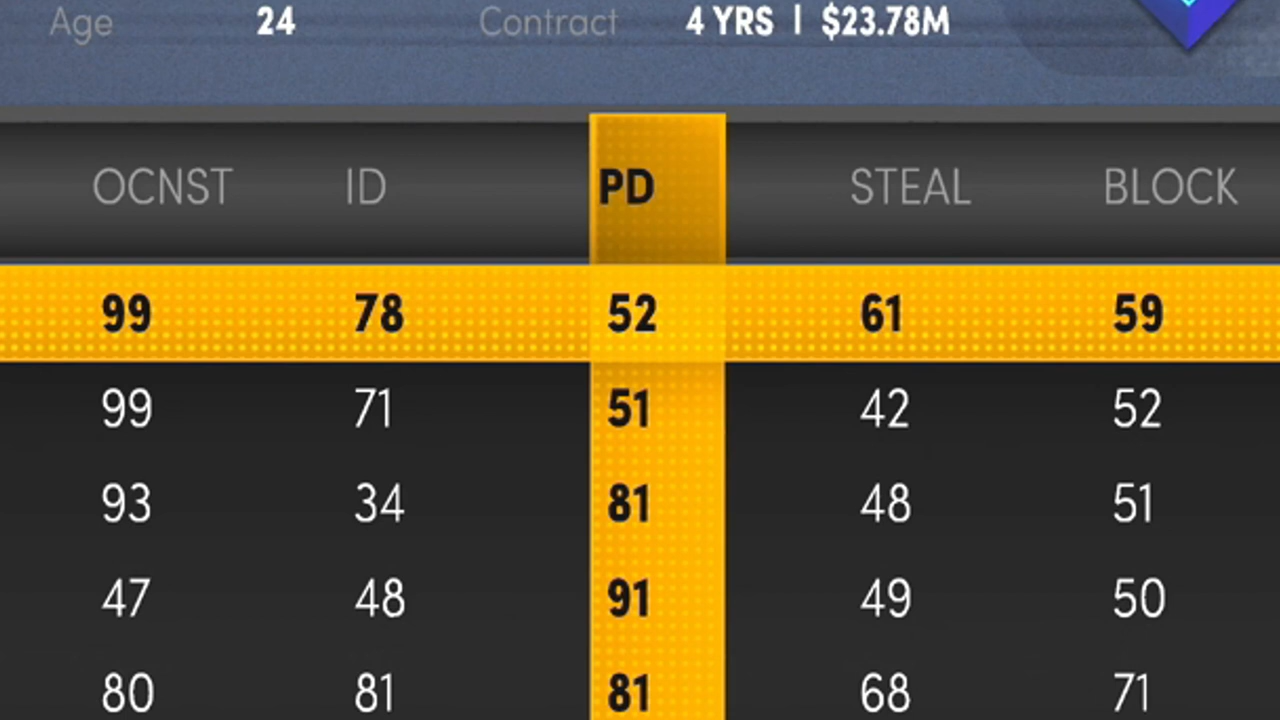 Age 24 Contract 4 YRS | $23.78M
OCNST ID PD STEAL BLOCK
99 78 52 61 59
99 71 51 42 52
93 34 81 48 51
47 48 91 49 50
80 81 81 68 71